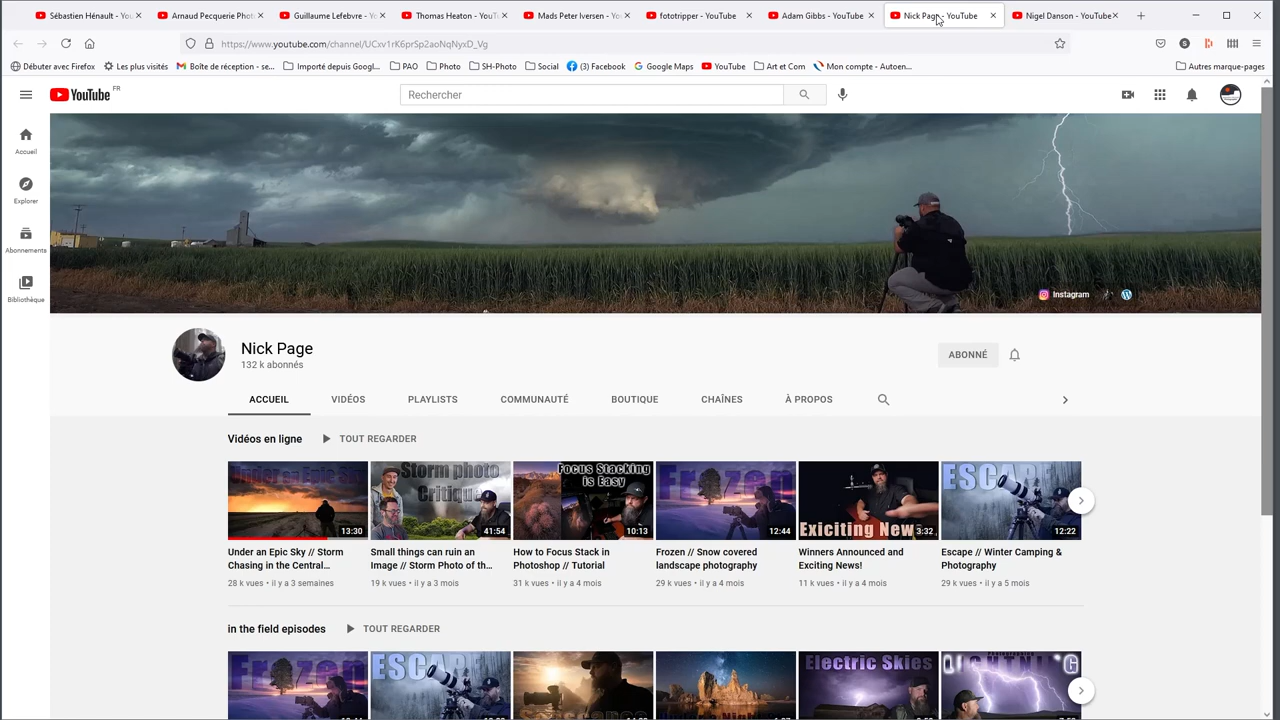 Sébastien Hénault - YouTu
Arnaud Pecquerie Photo
Guillaume Lefebvre - Yo
Thomas Heaton - YouTu
Mads Peter Iversen - Yo
fototripper - YouTube
Adam Gibbs - YouTube
Nick Page - YouTube
Nigel Danson - YouTube
https://www.youtube.com/channel/UCxv1rK6prSp2aoNqNyxD_Vg
Débuter avec Firefox
Les plus visités
Boîte de réception - se...
Importé depuis Googl...
PAO
Photo
SH-Photo
Social
(3) Facebook
Google Maps
YouTube
Art et Com
Mon compte - Autoen...
Autres marque-pages
YouTube FR
Rechercher
Accueil
Explorer
Abonnements
Bibliothèque
Instagram
Nick Page
132 k abonnés
ABONNÉ
ACCUEIL
VIDÉOS
PLAYLISTS
COMMUNAUTÉ
BOUTIQUE
CHAÎNES
À PROPOS
Vidéos en ligne
TOUT REGARDER
Under an Epic Sky
13:30
Storm photo
Critique
41:54
Focus Stacking
is Easy
10:13
Frozen
12:44
Exiciting New
3:32
ESCAPE
12:22
Under an Epic Sky // Storm
Chasing in the Central...
28 k vues • il y a 3 semaines
Small things can ruin an
Image // Storm Photo of th...
19 k vues • il y a 3 mois
How to Focus Stack in
Photoshop // Tutorial
31 k vues • il y a 4 mois
Frozen // Snow covered
landscape photography
29 k vues • il y a 4 mois
Winners Announced and
Exciting News!
11 k vues • il y a 4 mois
Escape // Winter Camping &
Photography
29 k vues • il y a 5 mois
in the field episodes
TOUT REGARDER
Frozen
ESCAPE
Electric Skies
LIGHTNING